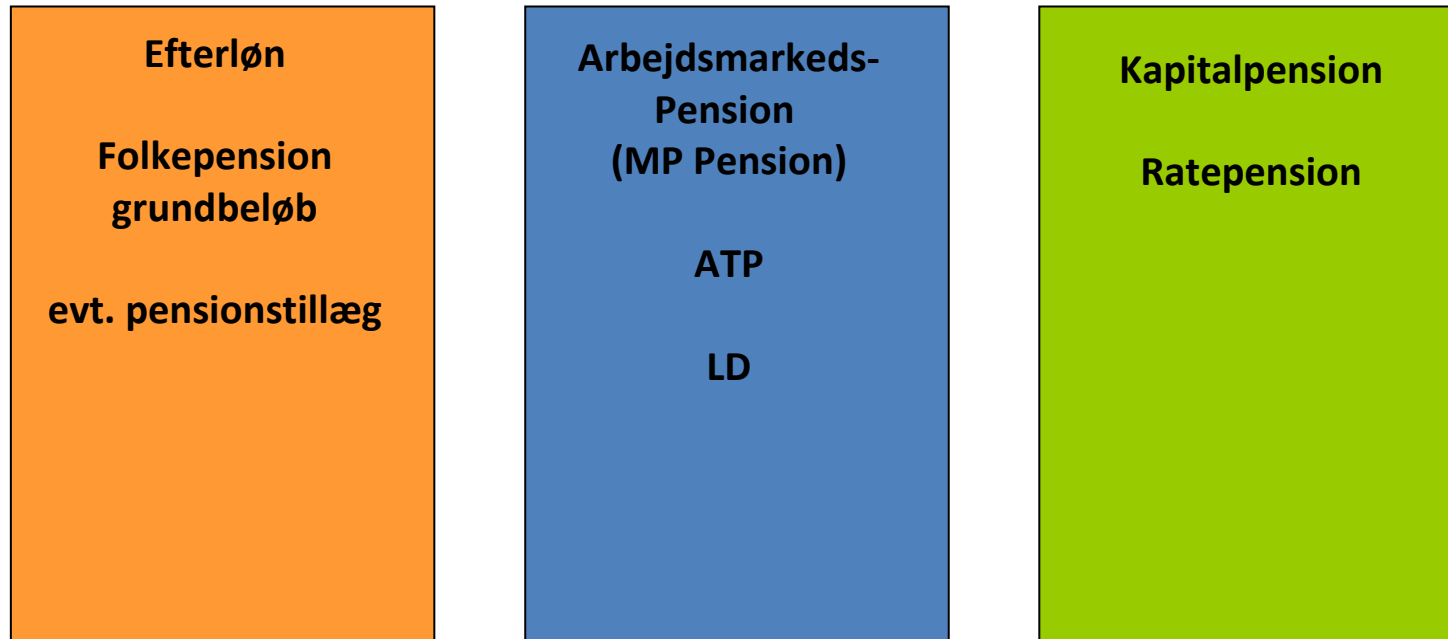 Efterløn
Folkepension
grundbeløb
evt. pensionstillæg
Arbejdsmarkeds-
Pension
(MP Pension)
ATP
LD
Kapitalpension
Ratepension